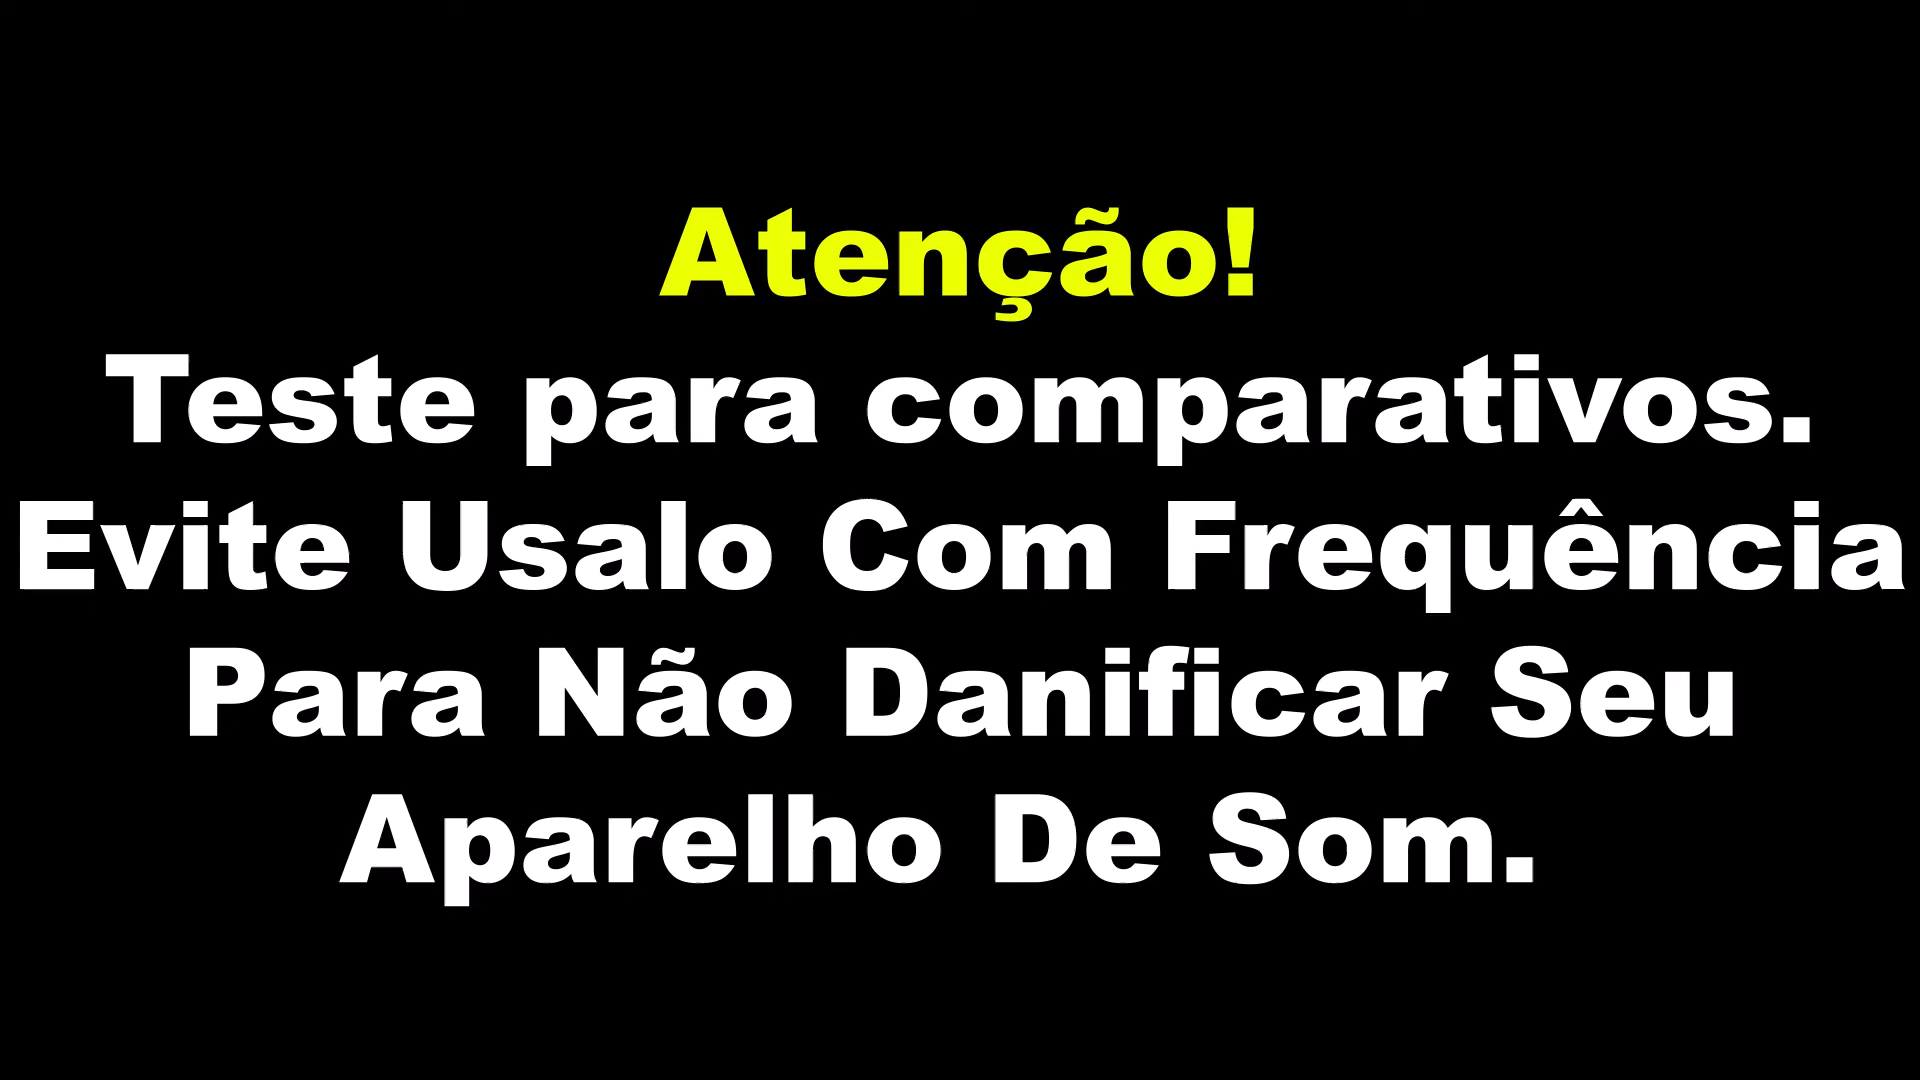 Atenção!
Teste para comparativos.
Evite Usalo Com Frequência
Para Não Danificar Seu
Aparelho De Som.